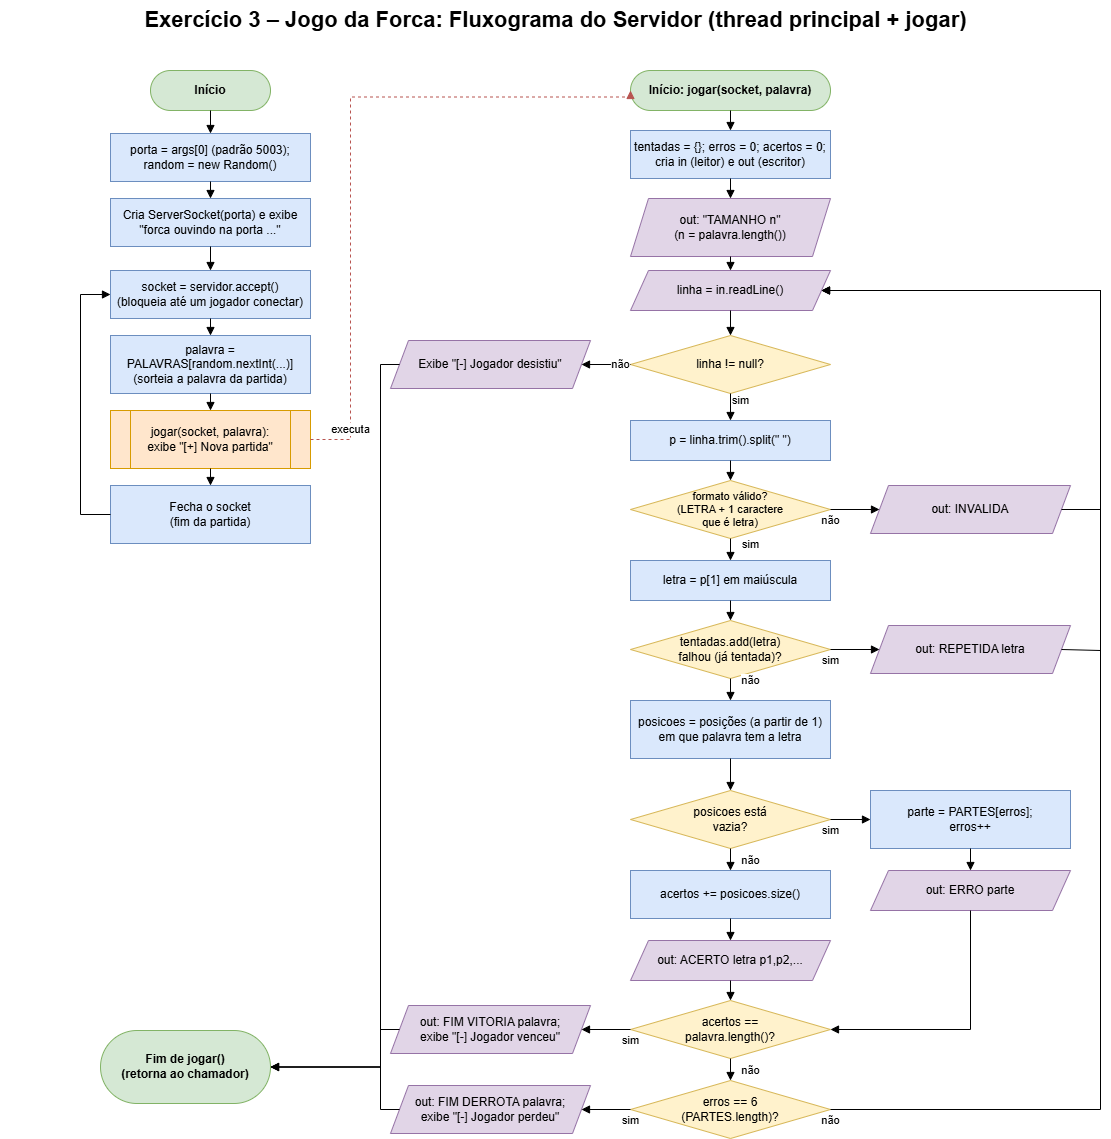 Exercício 3 – Jogo da Forca: Fluxograma do Servidor (thread principal + jogar)
Início
porta = args[0] (padrão 5003);
random = new Random()
Cria ServerSocket(porta) e exibe
"forca ouvindo na porta ..."
socket = servidor.accept()
(bloqueia até um jogador conectar)
palavra =
PALAVRAS[random.nextInt(...)]
(sorteia a palavra da partida)
jogar(socket, palavra):
exibe "[+] Nova partida"
executa
Fecha o socket
(fim da partida)
Início: jogar(socket, palavra)
tentadas = {}; erros = 0; acertos = 0;
cria in (leitor) e out (escritor)
out: "TAMANHO n"
(n = palavra.length())
linha = in.readLine()
linha != null?
não
Exibe "[-] Jogador desistiu"
sim
p = linha.trim().split(" ")
formato válido?
(LETRA + 1 caractere
que é letra)
não
out: INVALIDA
sim
letra = p[1] em maiúscula
tentadas.add(letra)
falhou (já tentada)?
sim
out: REPETIDA letra
não
posicoes = posições (a partir de 1)
em que palavra tem a letra
posicoes está
vazia?
sim
parte = PARTES[erros];
erros++
out: ERRO parte
não
acertos += posicoes.size()
out: ACERTO letra p1,p2,...
acertos ==
palavra.length()?
sim
out: FIM VITORIA palavra;
exibe "[-] Jogador venceu"
não
erros == 6
(PARTES.length)?
sim
out: FIM DERROTA palavra;
exibe "[-] Jogador perdeu"
não
Fim de jogar()
(retorna ao chamador)